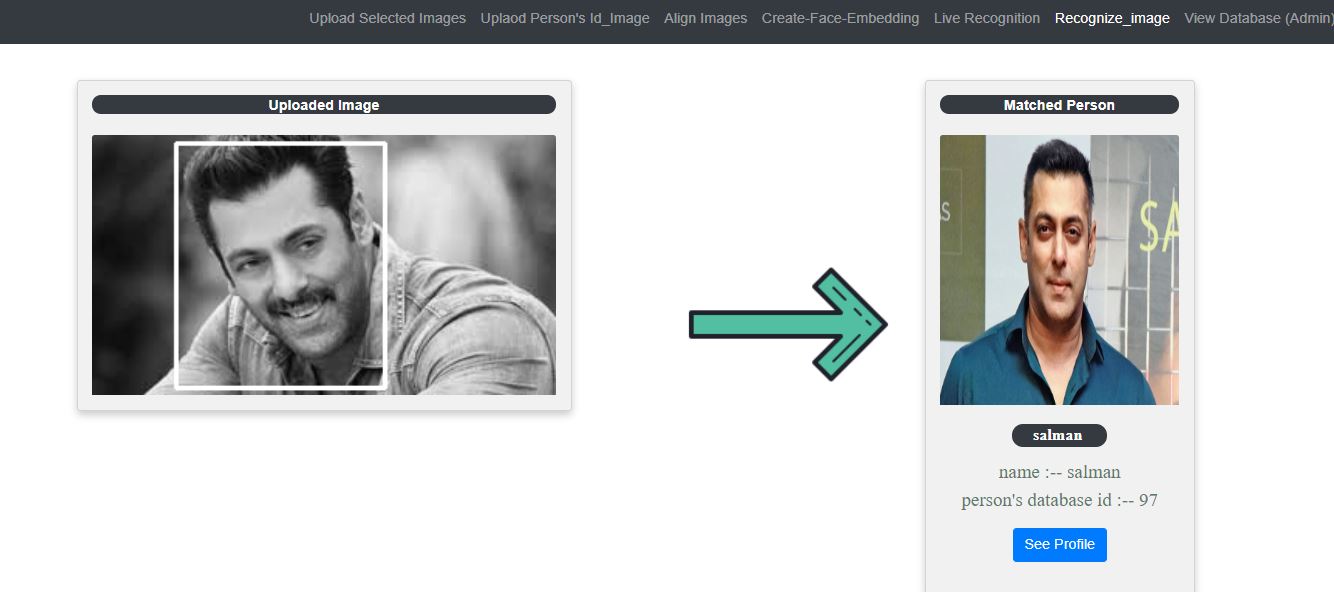 Upload Selected Images Uplaod Person's Id_Image Align Images Create-Face-Embedding Live Recognition Recognize_image View Database (Admin)
Uploaded Image
Matched Person
S
SA
salman
name :-- salman
person's database id :-- 97
See Profile